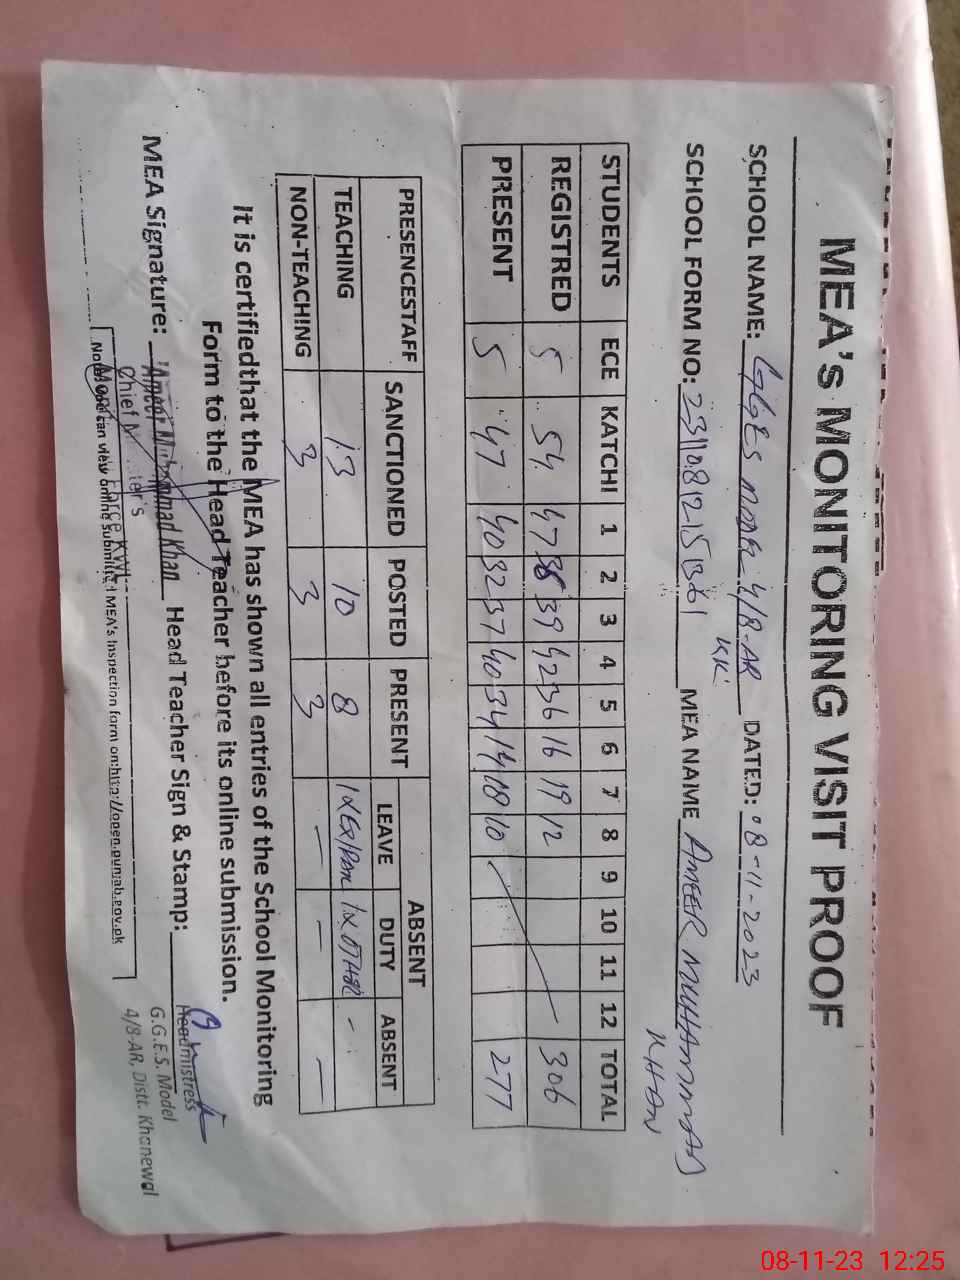 MEA's MONITORING VISIT PROOF
SCHOOL NAME: GGES MODEL 4/8-AR DATED: 08-11-2023
KK'
SCHOOL FORM NO: MEA NAME AMEER MUHAMMAD
KHAN
STUDENTS ECE KATCHI 1 2 3 4 5 6 7 8 9 10 11 12 TOTAL
REGISTRED 5 54 47 38 39 42 36 16 19 12 306
PRESENT 5 47 40 32 37 40 34 14 18 10 277
PRESENCESTAFF SANCTIONED POSTED PRESENT ABSENT
LEAVE DUTY ABSENT
TEACHING 13 10 8 1X 1X OTHER -
NON-TEACHING 3 3 3 - - -
It is certifiedthat the MEA has shown all entries of the School Monitoring
Form to the Head Teacher before its online submission.
MEA Signature: Head Teacher Sign & Stamp:
Ameer Muhammad Khan
Headmistress
Chief
G.G.E.S. Model
4/8-AR, Distt. Khanewal
can view online submitted MEA's Inspection form on:http://open.punjab.gov.pk
08-11-23 12:25